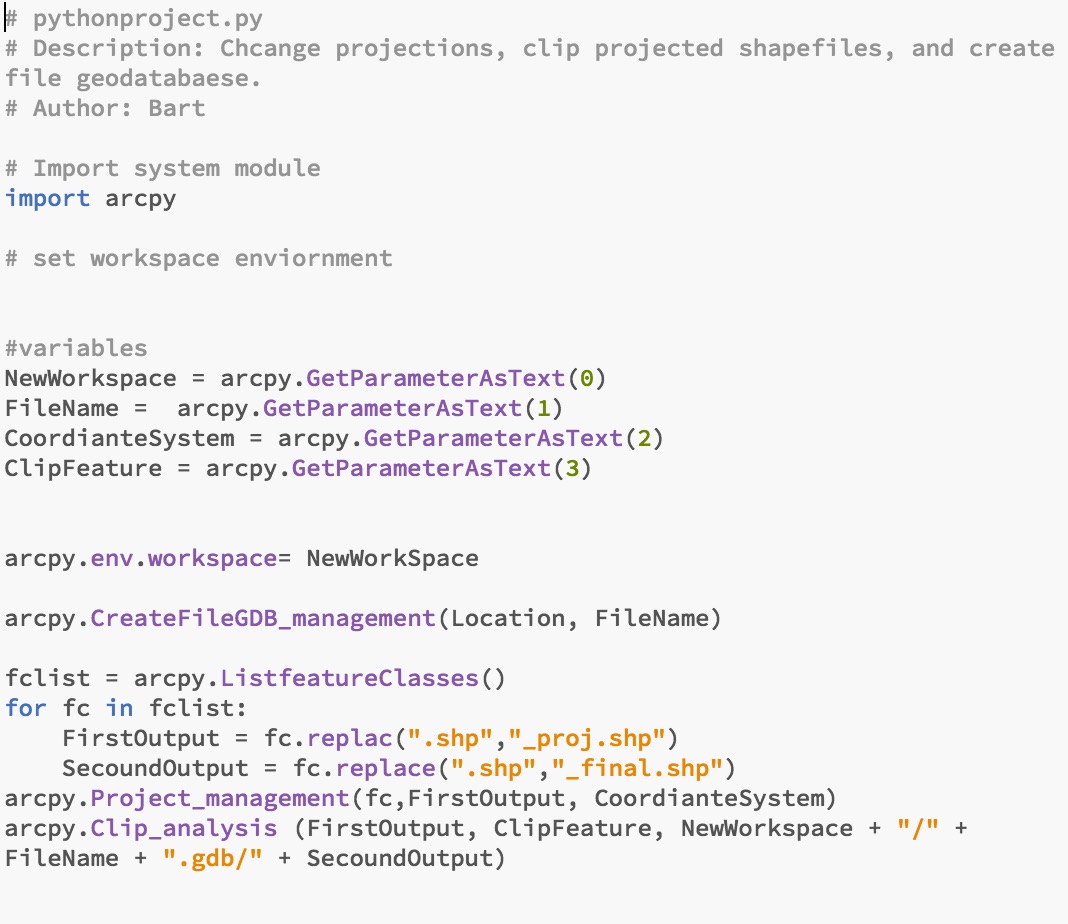 # pythonproject.py
# Description: Chcange projections, clip projected shapefiles, and create
file geodatabaese.
# Author: Bart
# Import system module
import arcpy
# set workspace enviornment
#variables
NewWorkspace = arcpy.GetParameterAsText(0)
FileName =  arcpy.GetParameterAsText(1)
CoordianteSystem = arcpy.GetParameterAsText(2)
ClipFeature = arcpy.GetParameterAsText(3)
arcpy.env.workspace= NewWorkSpace
arcpy.CreateFileGDB_management(Location, FileName)
fclist = arcpy.ListfeatureClasses()
for fc in fclist:
    FirstOutput = fc.replac(".shp","_proj.shp")
    SecoundOutput = fc.replace(".shp","_final.shp")
arcpy.Project_management(fc,FirstOutput, CoordianteSystem)
arcpy.Clip_analysis (FirstOutput, ClipFeature, NewWorkspace + "/" +
FileName + ".gdb/" + SecoundOutput)